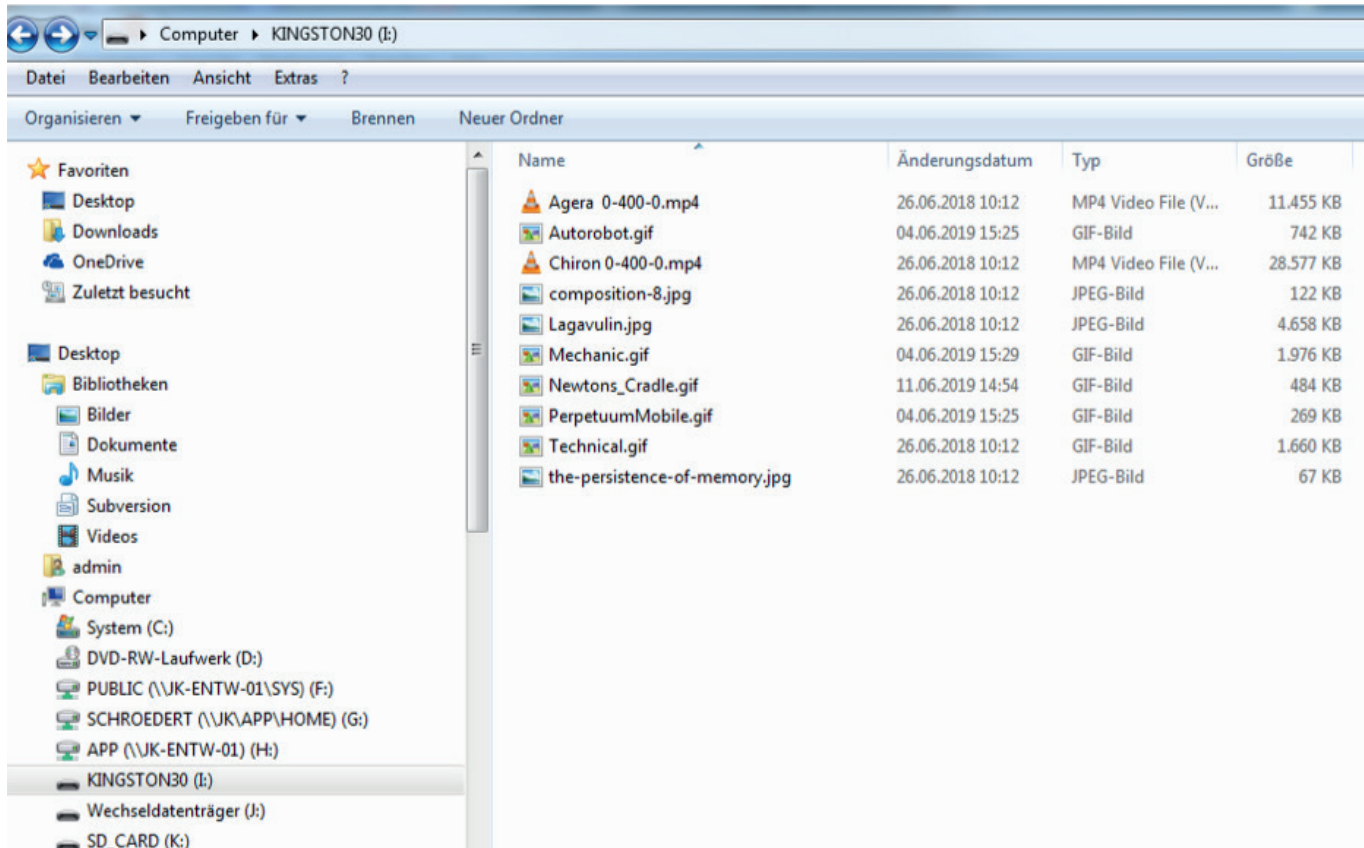 Computer ▸ KINGSTON30 (I:)
Datei Bearbeiten Ansicht Extras ?
Organisieren Freigeben für Brennen Neuer Ordner
Favoriten
Desktop
Downloads
OneDrive
Zuletzt besucht
Desktop
Bibliotheken
Bilder
Dokumente
Musik
Subversion
Videos
admin
Computer
System (C:)
DVD-RW-Laufwerk (D:)
PUBLIC (\\JK-ENTW-01\SYS) (F:)
SCHROEDERT (\\JK\APP\HOME) (G:)
APP (\\JK-ENTW-01) (H:)
KINGSTON30 (I:)
Wechseldatenträger (J:)
SD_CARD (K:)
Name Änderungsdatum Typ Größe
Agera 0-400-0.mp4 26.06.2018 10:12 MP4 Video File (V... 11.455 KB
Autorobot.gif 04.06.2019 15:25 GIF-Bild 742 KB
Chiron 0-400-0.mp4 26.06.2018 10:12 MP4 Video File (V... 28.577 KB
composition-8.jpg 26.06.2018 10:12 JPEG-Bild 122 KB
Lagavulin.jpg 26.06.2018 10:12 JPEG-Bild 4.658 KB
Mechanic.gif 04.06.2019 15:29 GIF-Bild 1.976 KB
Newtons_Cradle.gif 11.06.2019 14:54 GIF-Bild 484 KB
PerpetuumMobile.gif 04.06.2019 15:25 GIF-Bild 269 KB
Technical.gif 26.06.2018 10:12 GIF-Bild 1.660 KB
the-persistence-of-memory.jpg 26.06.2018 10:12 JPEG-Bild 67 KB